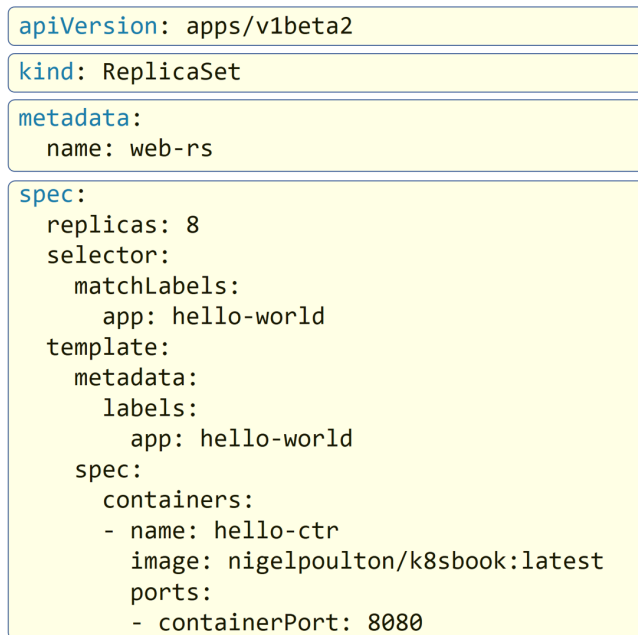 apiVersion: apps/v1beta2
kind: ReplicaSet
metadata:
  name: web-rs
spec:
  replicas: 8
  selector:
    matchLabels:
      app: hello-world
  template:
    metadata:
      labels:
        app: hello-world
    spec:
      containers:
      - name: hello-ctr
        image: nigelpoulton/k8sbook:latest
        ports:
        - containerPort: 8080